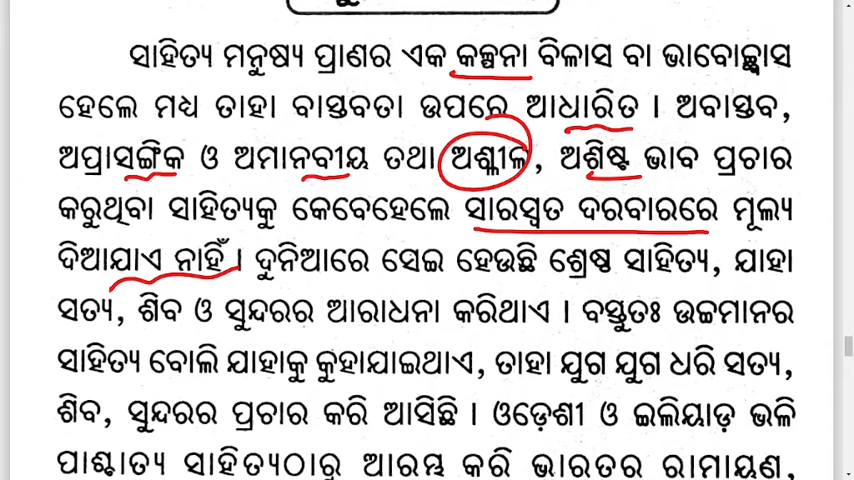 ସାହିତ୍ୟ ମନୁଷ୍ୟ ପ୍ରାଣର ଏକ କଳ୍ପନା ବିଳାସ ବା ଭାବୋଚ୍ଛ୍ୱାସ
ହେଲେ ମଧ୍ୟ ତାହା ବାସ୍ତବତା ଉପରେ ଆଧାରିତ । ଅବାସ୍ତବ,
ଅପ୍ରାସଙ୍ଗିକ ଓ ଅମାନବୀୟ ତଥା ଅଶ୍ଳୀଳ, ଅଶିଷ୍ଟ ଭାବ ପ୍ରଚାର
କରୁଥିବା ସାହିତ୍ୟକୁ କେବେହେଲେ ସାରସ୍ୱତ ଦରବାରରେ ମୂଲ୍ୟ
ଦିଆଯାଏ ନାହିଁ । ଦୁନିଆରେ ସେଇ ହେଉଛି ଶ୍ରେଷ୍ଠ ସାହିତ୍ୟ, ଯାହା
ସତ୍ୟ, ଶିବ ଓ ସୁନ୍ଦରର ଆରାଧନା କରିଥାଏ । ବସ୍ତୁତଃ ଉଚ୍ଚମାନର
ସାହିତ୍ୟ ବୋଲି ଯାହାକୁ କୁହାଯାଇଥାଏ, ତାହା ଯୁଗ ଯୁଗ ଧରି ସତ୍ୟ,
ଶିବ, ସୁନ୍ଦରର ପ୍ରଚାର କରି ଆସିଛି । ଓଡ଼େଶୀ ଓ ଇଲିୟାଡ଼ ଭଳି
ପାଶ୍ଚାତ୍ୟ ସାହିତ୍ୟଠାରୁ ଆରମ୍ଭ କରି ଭାରତର ରାମାୟଣ,